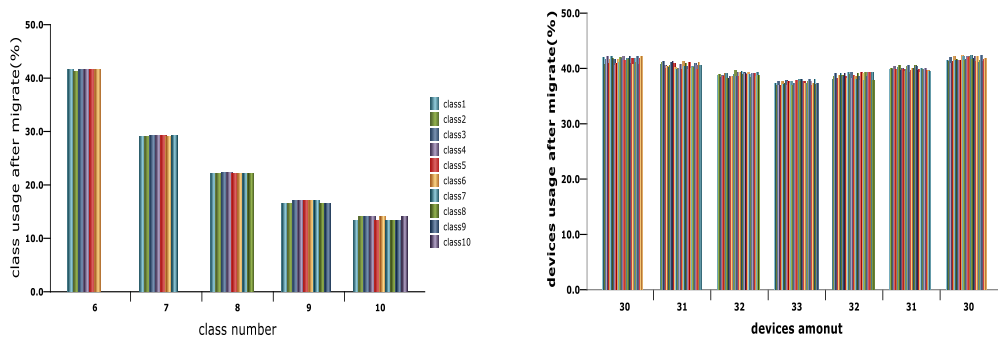 class usage after migrate(%)
50.0
40.0
30.0
20.0
10.0
0.0
6 7 8 9 10
class number
class1
class2
class3
class4
class5
class6
class7
class8
class9
class10
devices usage after migrate(%)
50.0
40.0
30.0
20.0
10.0
0.0
30 31 32 33 32 31 30
devices amonut